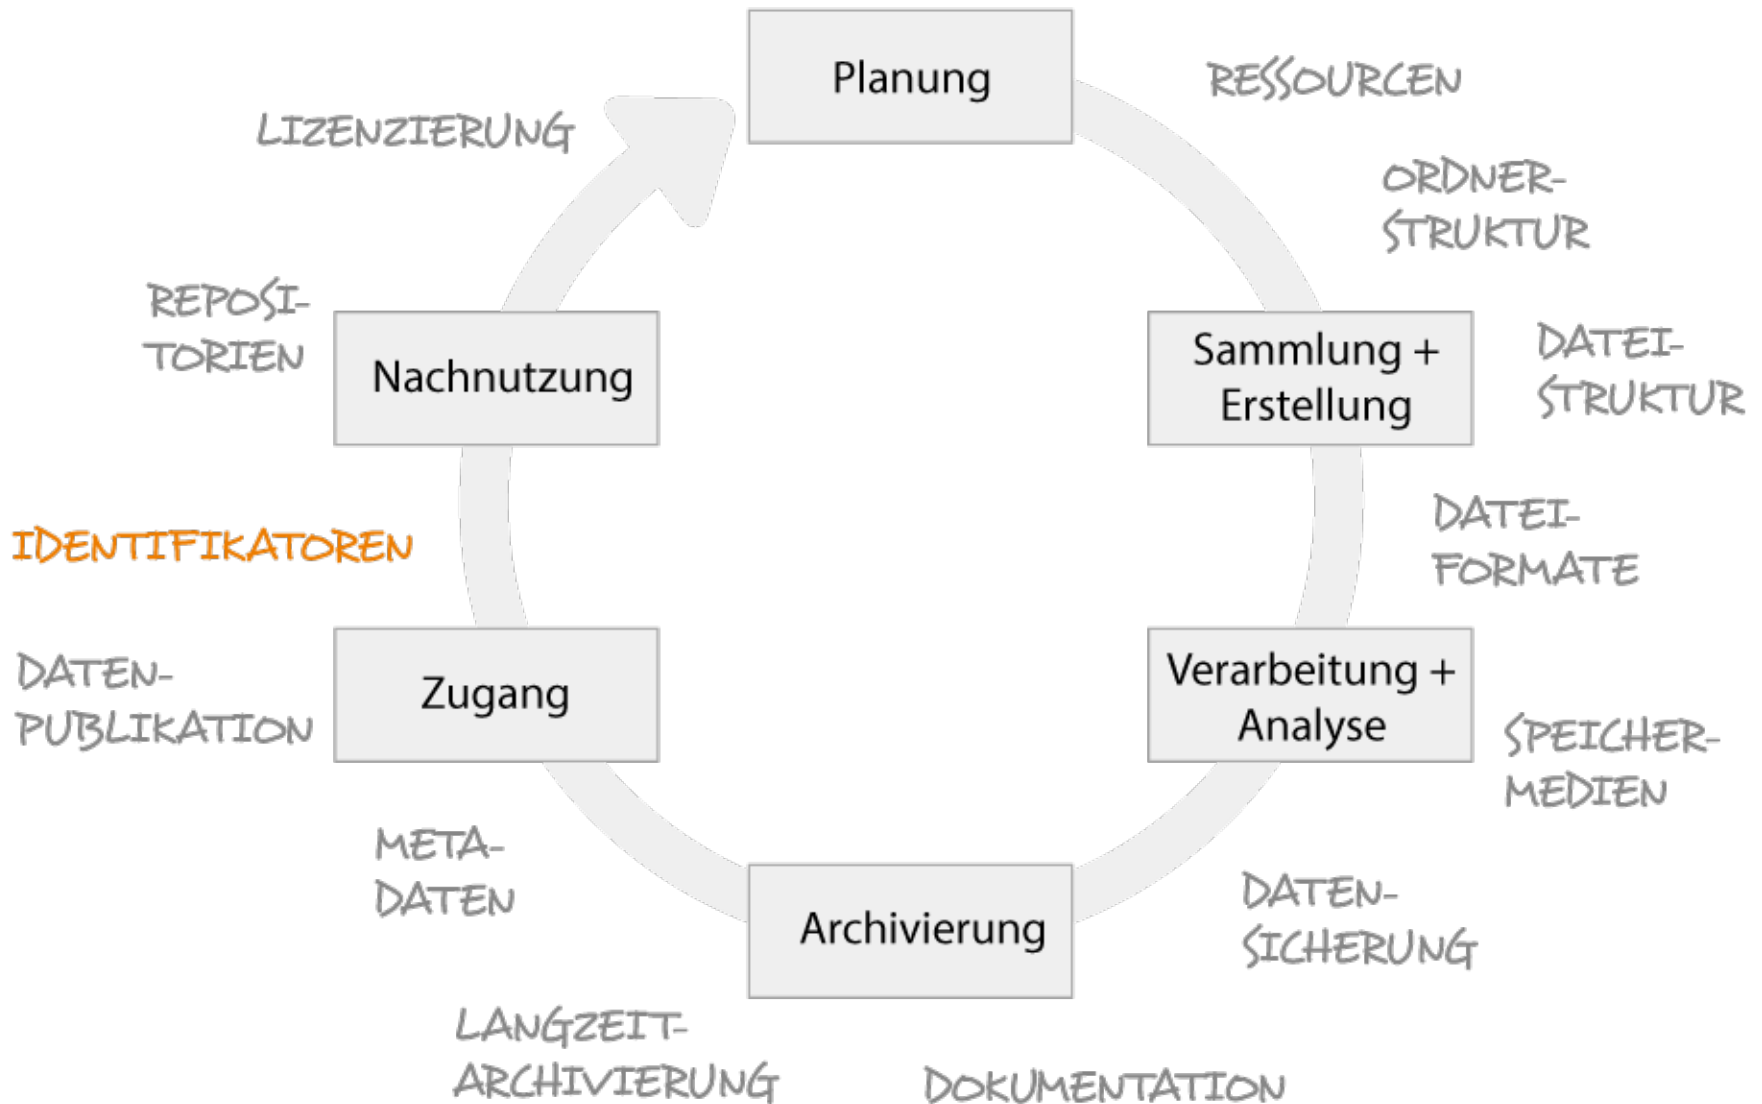 Planung
RESSOURCEN
LIZENZIERUNG
ORDNER-
STRUKTUR
REPOSI-
TORIEN
Nachnutzung
Sammlung +
Erstellung
DATEI-
STRUKTUR
IDENTIFIKATOREN
DATEI-
FORMATE
DATEN-
PUBLIKATION
Zugang
Verarbeitung +
Analyse
SPEICHER-
MEDIEN
META-
DATEN
Archivierung
DATEN-
SICHERUNG
LANGZEIT-
ARCHIVIERUNG
DOKUMENTATION